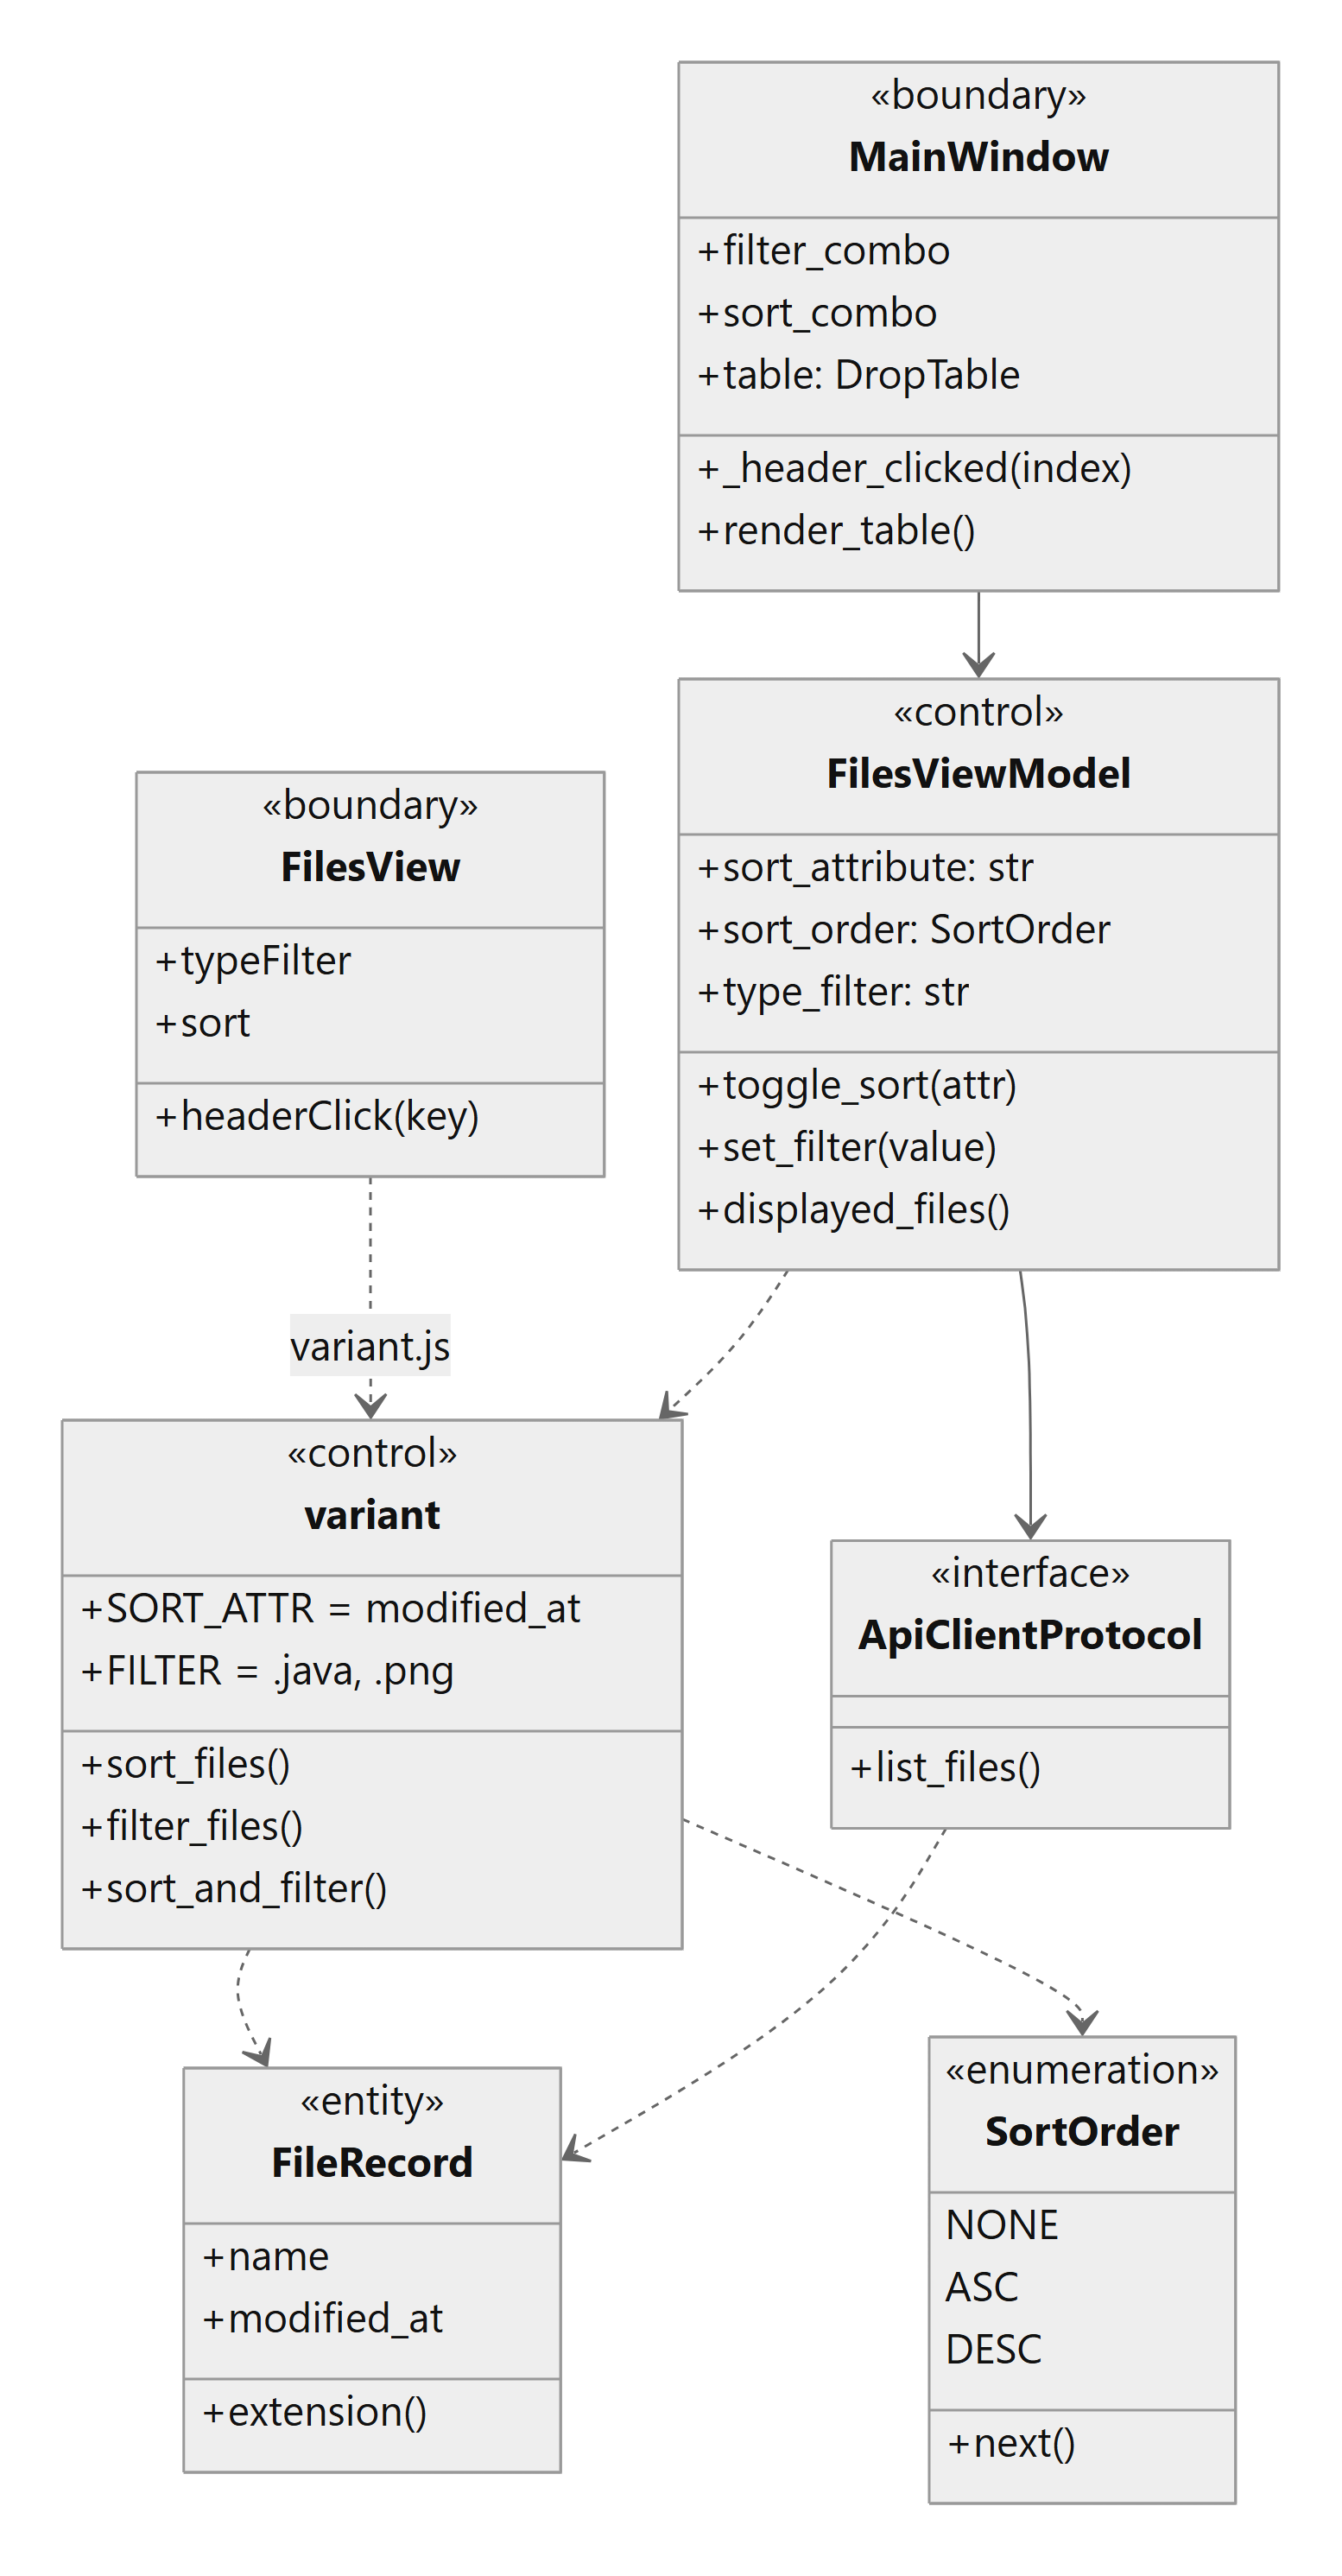 «boundary»
MainWindow
+filter_combo
+sort_combo
+table: DropTable
+_header_clicked(index)
+render_table()
«control»
FilesViewModel
+sort_attribute: str
+sort_order: SortOrder
+type_filter: str
+toggle_sort(attr)
+set_filter(value)
+displayed_files()
«boundary»
FilesView
+typeFilter
+sort
+headerClick(key)
variant.js
«control»
variant
+SORT_ATTR = modified_at
+FILTER = .java, .png
+sort_files()
+filter_files()
+sort_and_filter()
«interface»
ApiClientProtocol
+list_files()
«entity»
FileRecord
+name
+modified_at
+extension()
«enumeration»
SortOrder
NONE
ASC
DESC
+next()